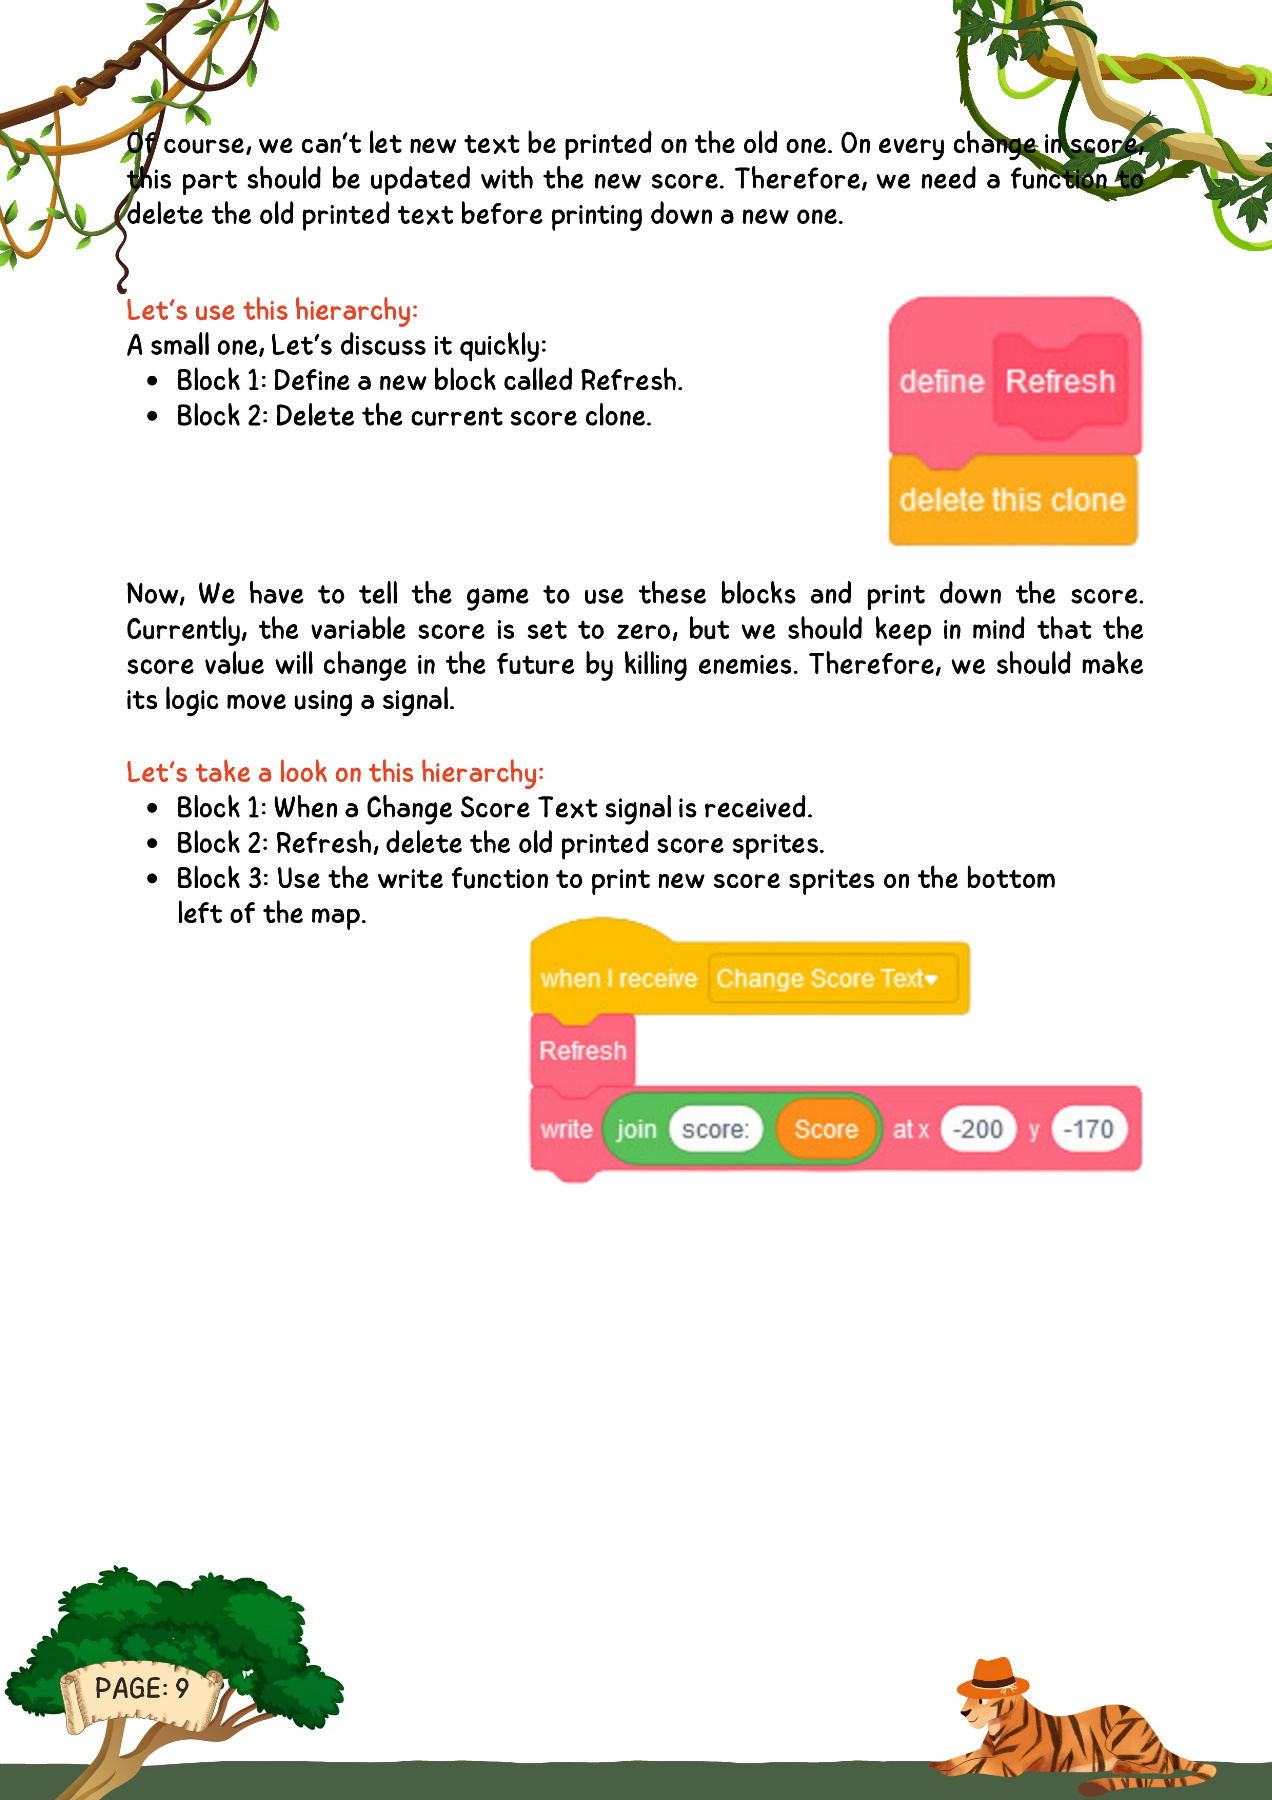 Of course, we can't let new text be printed on the old one. On every change in score,
this part should be updated with the new score. Therefore, we need a function to
delete the old printed text before printing down a new one.
Let's use this hierarchy:
A small one, Let's discuss it quickly:
• Block 1: Define a new block called Refresh.
• Block 2: Delete the current score clone.
define Refresh
delete this clone
Now, We have to tell the game to use these blocks and print down the score.
Currently, the variable score is set to zero, but we should keep in mind that the
score value will change in the future by killing enemies. Therefore, we should make
its logic move using a signal.
Let's take a look on this hierarchy:
• Block 1: When a Change Score Text signal is received.
• Block 2: Refresh, delete the old printed score sprites.
• Block 3: Use the write function to print new score sprites on the bottom
left of the map.
when I receive Change Score Text
Refresh
write join score: Score at x -200 y -170
PAGE: 9